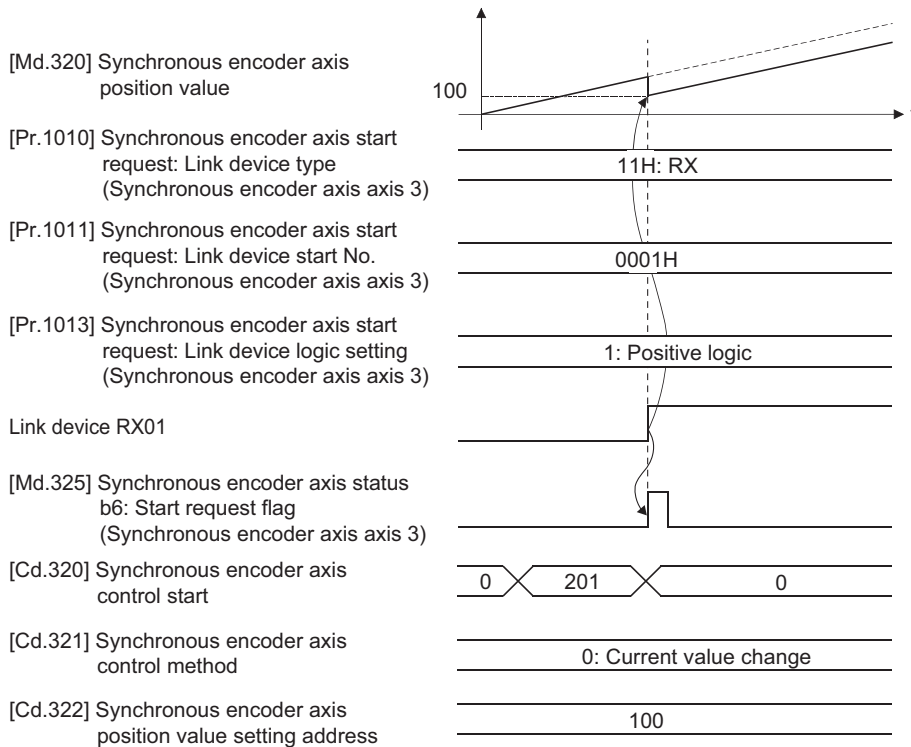 [Md.320] Synchronous encoder axis
position value
100
[Pr.1010] Synchronous encoder axis start
request: Link device type
(Synchronous encoder axis axis 3)
11H: RX
[Pr.1011] Synchronous encoder axis start
request: Link device start No.
(Synchronous encoder axis axis 3)
0001H
[Pr.1013] Synchronous encoder axis start
request: Link device logic setting
(Synchronous encoder axis axis 3)
1: Positive logic
Link device RX01
[Md.325] Synchronous encoder axis status
b6: Start request flag
(Synchronous encoder axis axis 3)
[Cd.320] Synchronous encoder axis
control start
0 201 0
[Cd.321] Synchronous encoder axis
control method
0: Current value change
[Cd.322] Synchronous encoder axis
position value setting address
100